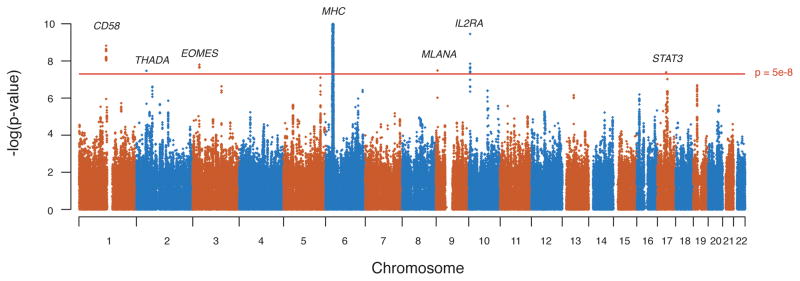 MHC
CD58
IL2RA
THADA
EOMES
MLANA
STAT3
p = 5e-8
-log(p-value)
10
8
6
4
2
0
1 2 3 4 5 6 7 8 9 10 11 12 13 14 15 16 17 18 19 20 21 22
Chromosome